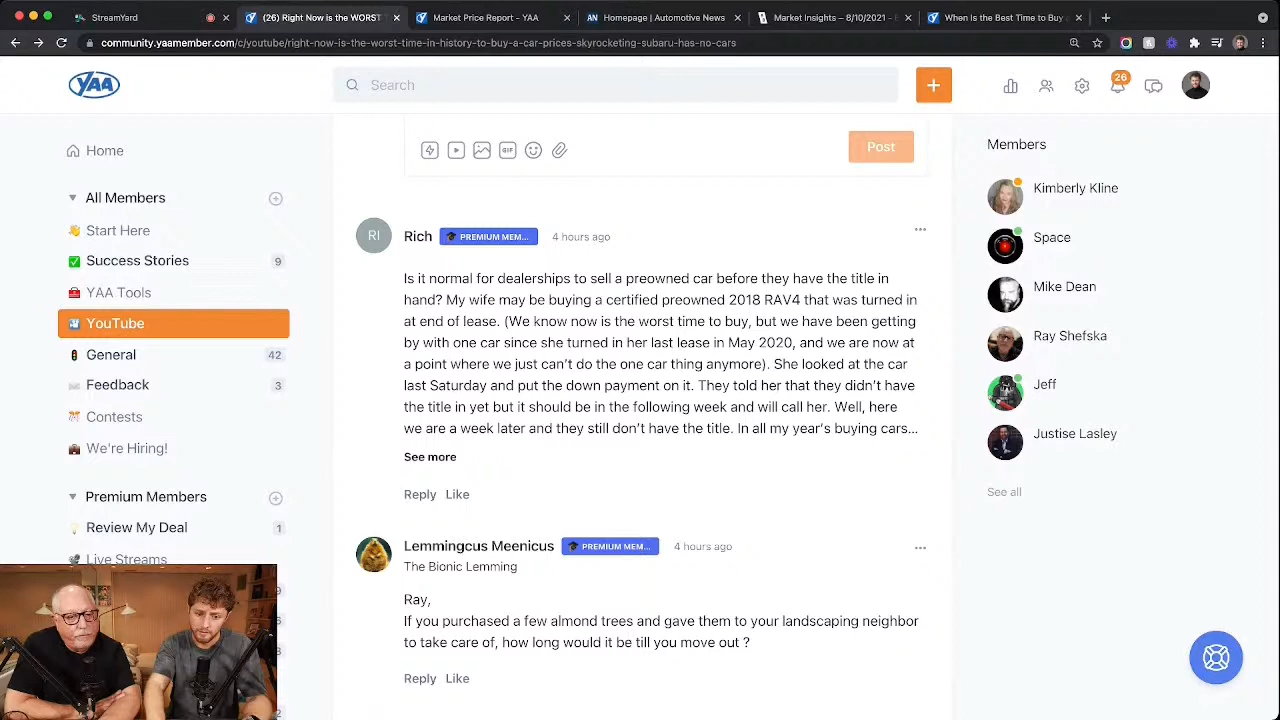 StreamYard
(26) Right Now is the WORST
Market Price Report - YAA
AN Homepage | Automotive News
Market Insights – 8/10/2021 -
When Is the Best Time to Buy
community.yaamember.com/c/youtube/right-now-is-the-worst-time-in-history-to-buy-a-car-prices-skyrocketing-subaru-has-no-cars
YAA
Search
26
Home
All Members
Start Here
Success Stories 9
YAA Tools
YouTube
General 42
Feedback 3
Contests
We're Hiring!
Premium Members
Review My Deal 1
Live Streams
GIF
Post
RI
Rich PREMIUM MEM... 4 hours ago
Is it normal for dealerships to sell a preowned car before they have the title in
hand? My wife may be buying a certified preowned 2018 RAV4 that was turned in
at end of lease. (We know now is the worst time to buy, but we have been getting
by with one car since she turned in her last lease in May 2020, and we are now at
a point where we just can't do the one car thing anymore). She looked at the car
last Saturday and put the down payment on it. They told her that they didn't have
the title in yet but it should be in the following week and will call her. Well, here
we are a week later and they still don't have the title. In all my year's buying cars...
See more
Reply Like
Lemmingcus Meenicus PREMIUM MEM... 4 hours ago
The Bionic Lemming
Ray,
If you purchased a few almond trees and gave them to your landscaping neighbor
to take care of, how long would it be till you move out ?
Reply Like
Members
Kimberly Kline
Space
Mike Dean
Ray Shefska
Jeff
Justise Lasley
See all